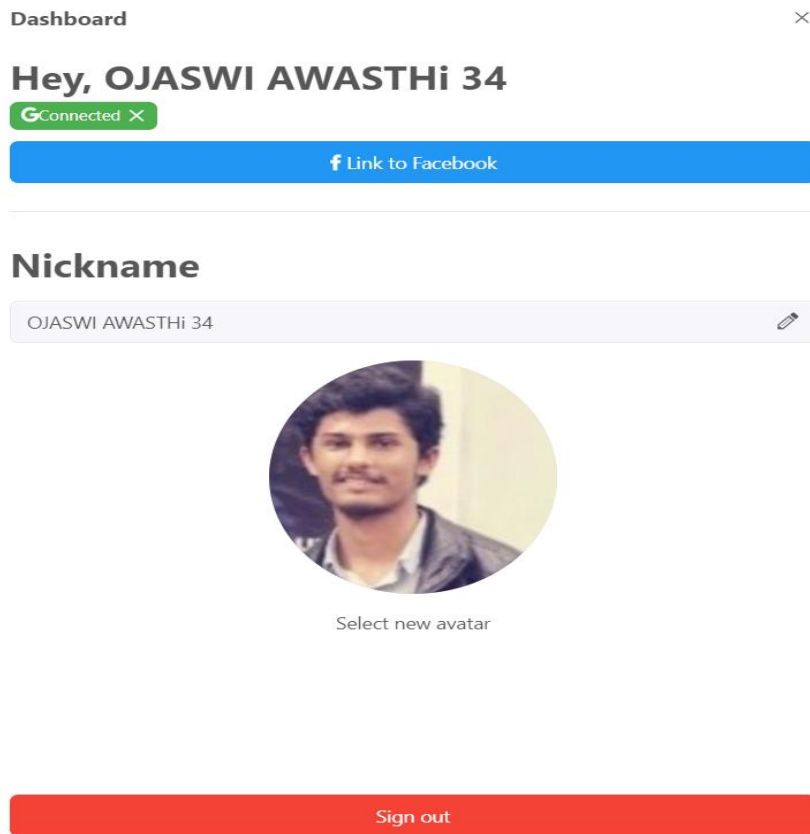 Dashboard
Hey, OJASWI AWASTHi 34
GConnected ×
f Link to Facebook
Nickname
OJASWI AWASTHi 34
Select new avatar
Sign out